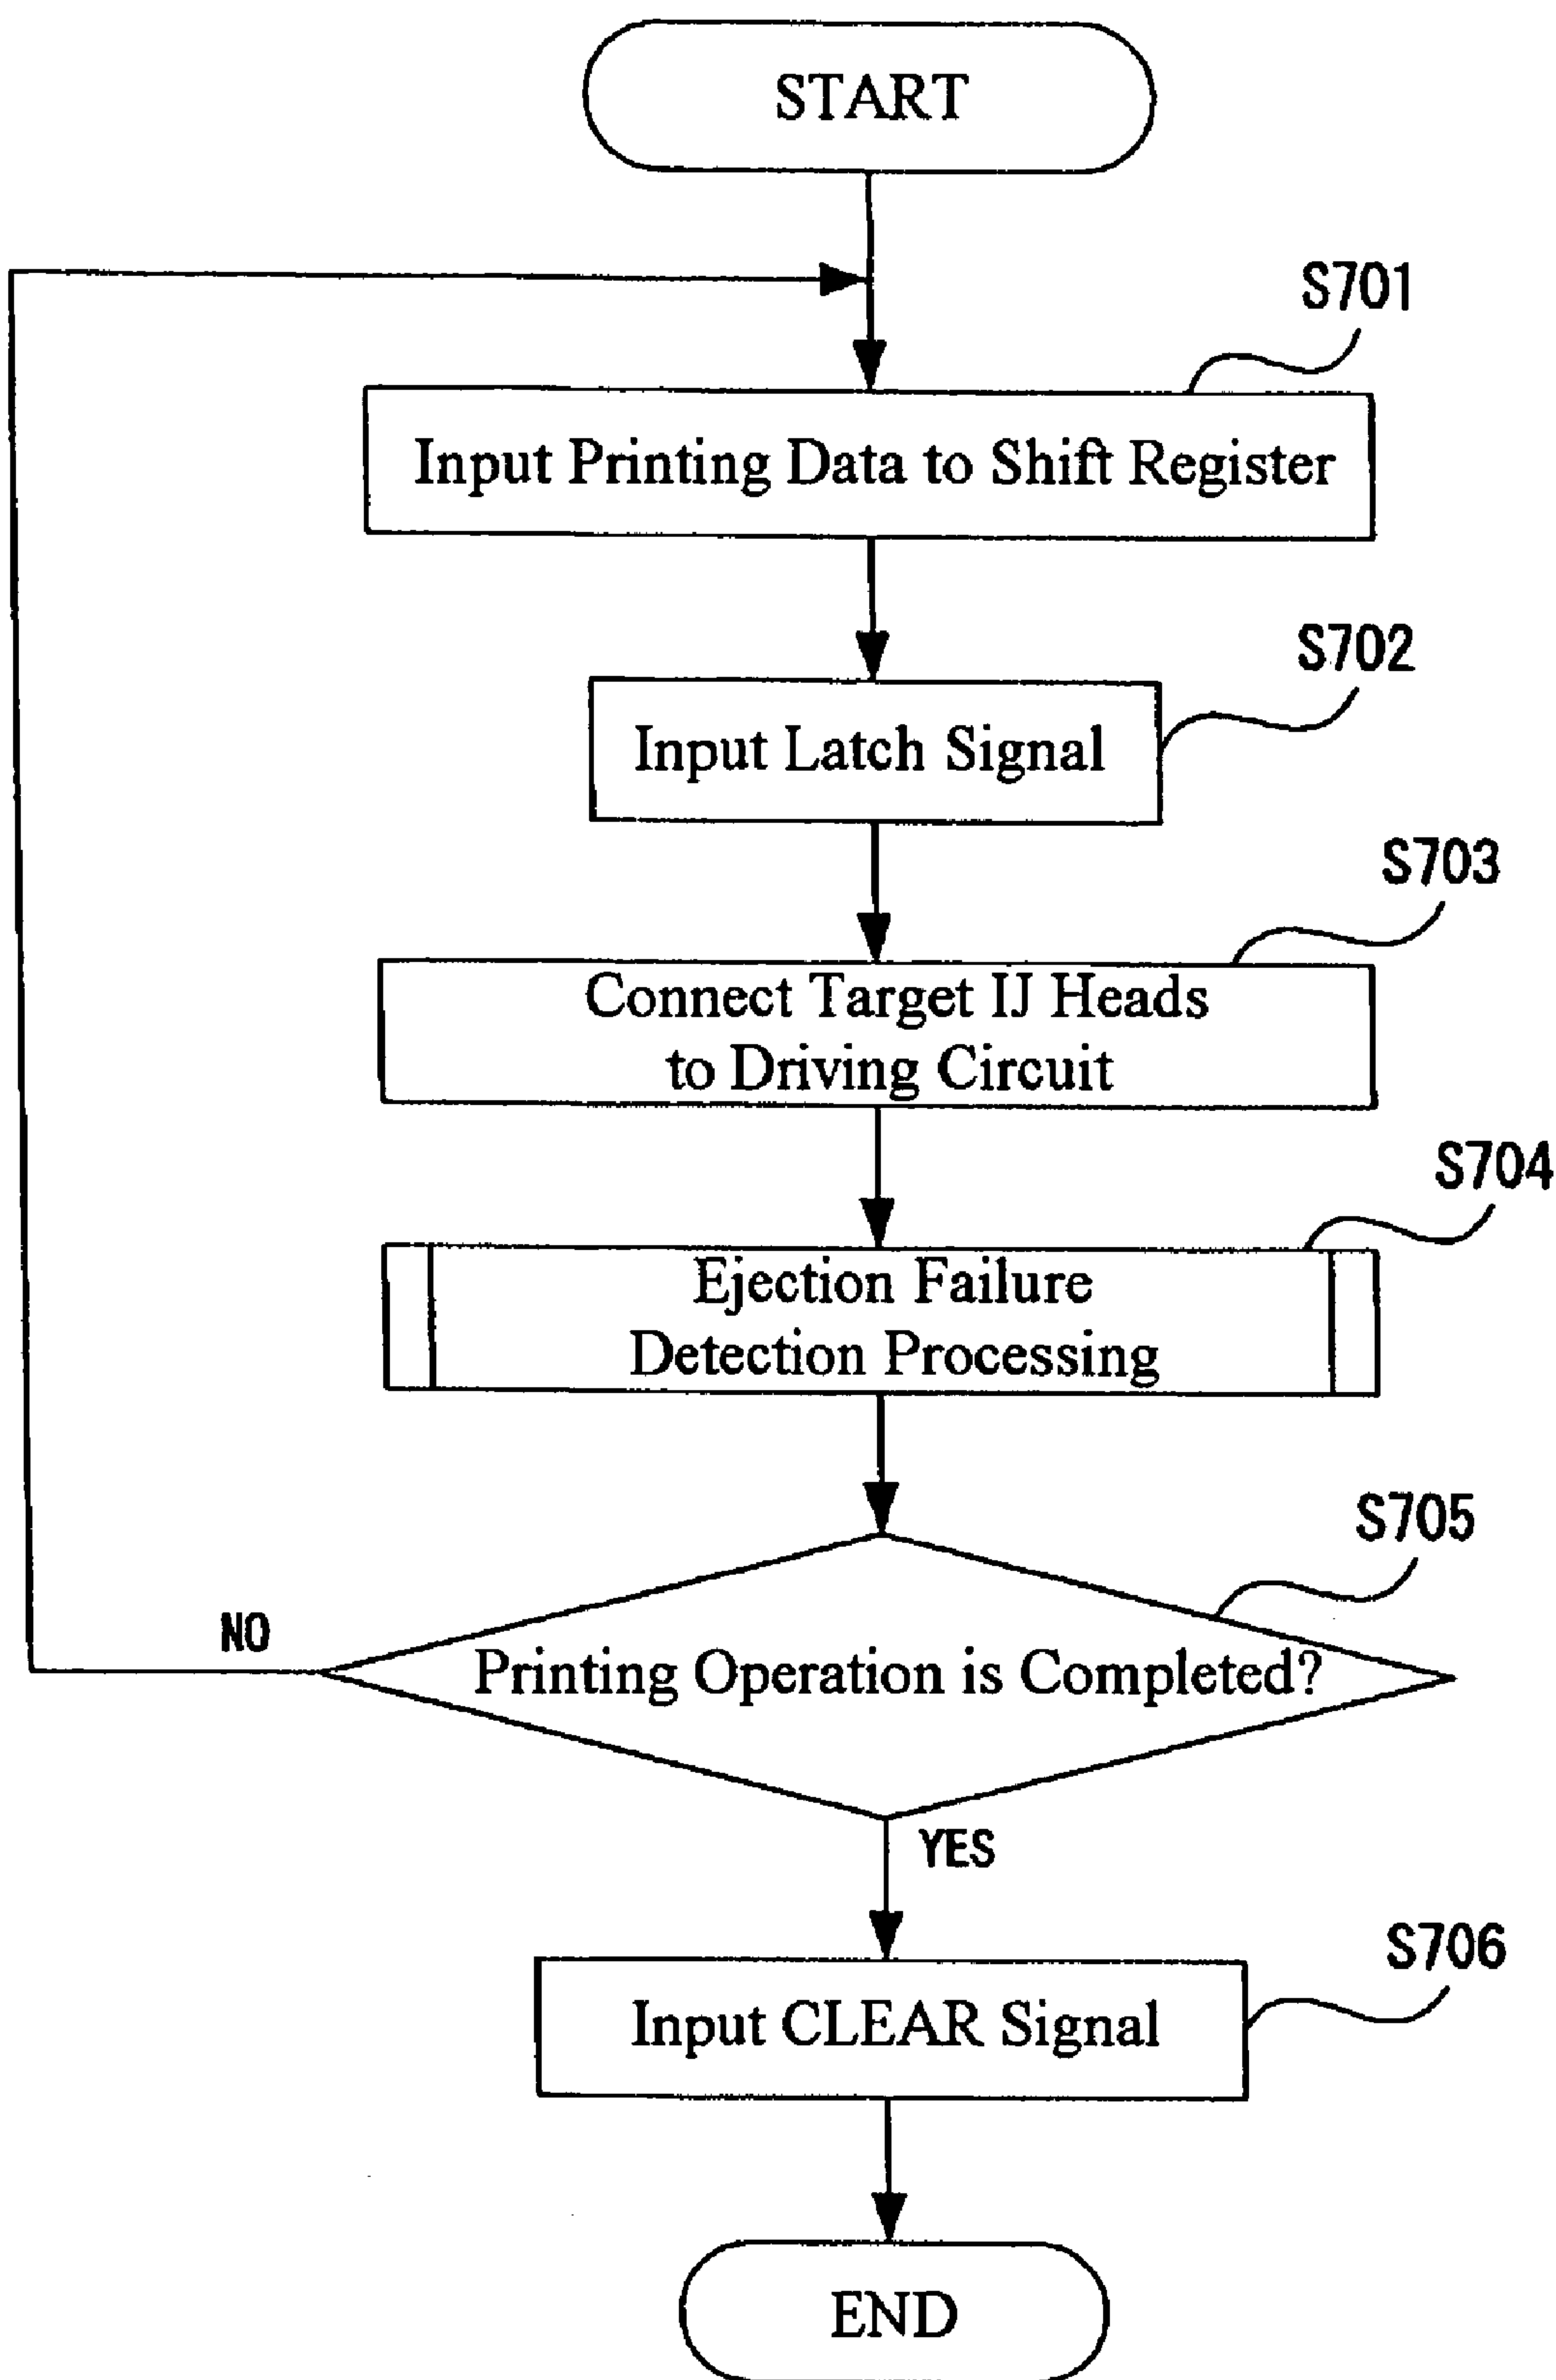 START
S701
Input Printing Data to Shift Register
S702
Input Latch Signal
S703
Connect Target IJ Heads
to Driving Circuit
S704
Ejection Failure
Detection Processing
S705
NO
Printing Operation is Completed?
YES
S706
Input CLEAR Signal
END